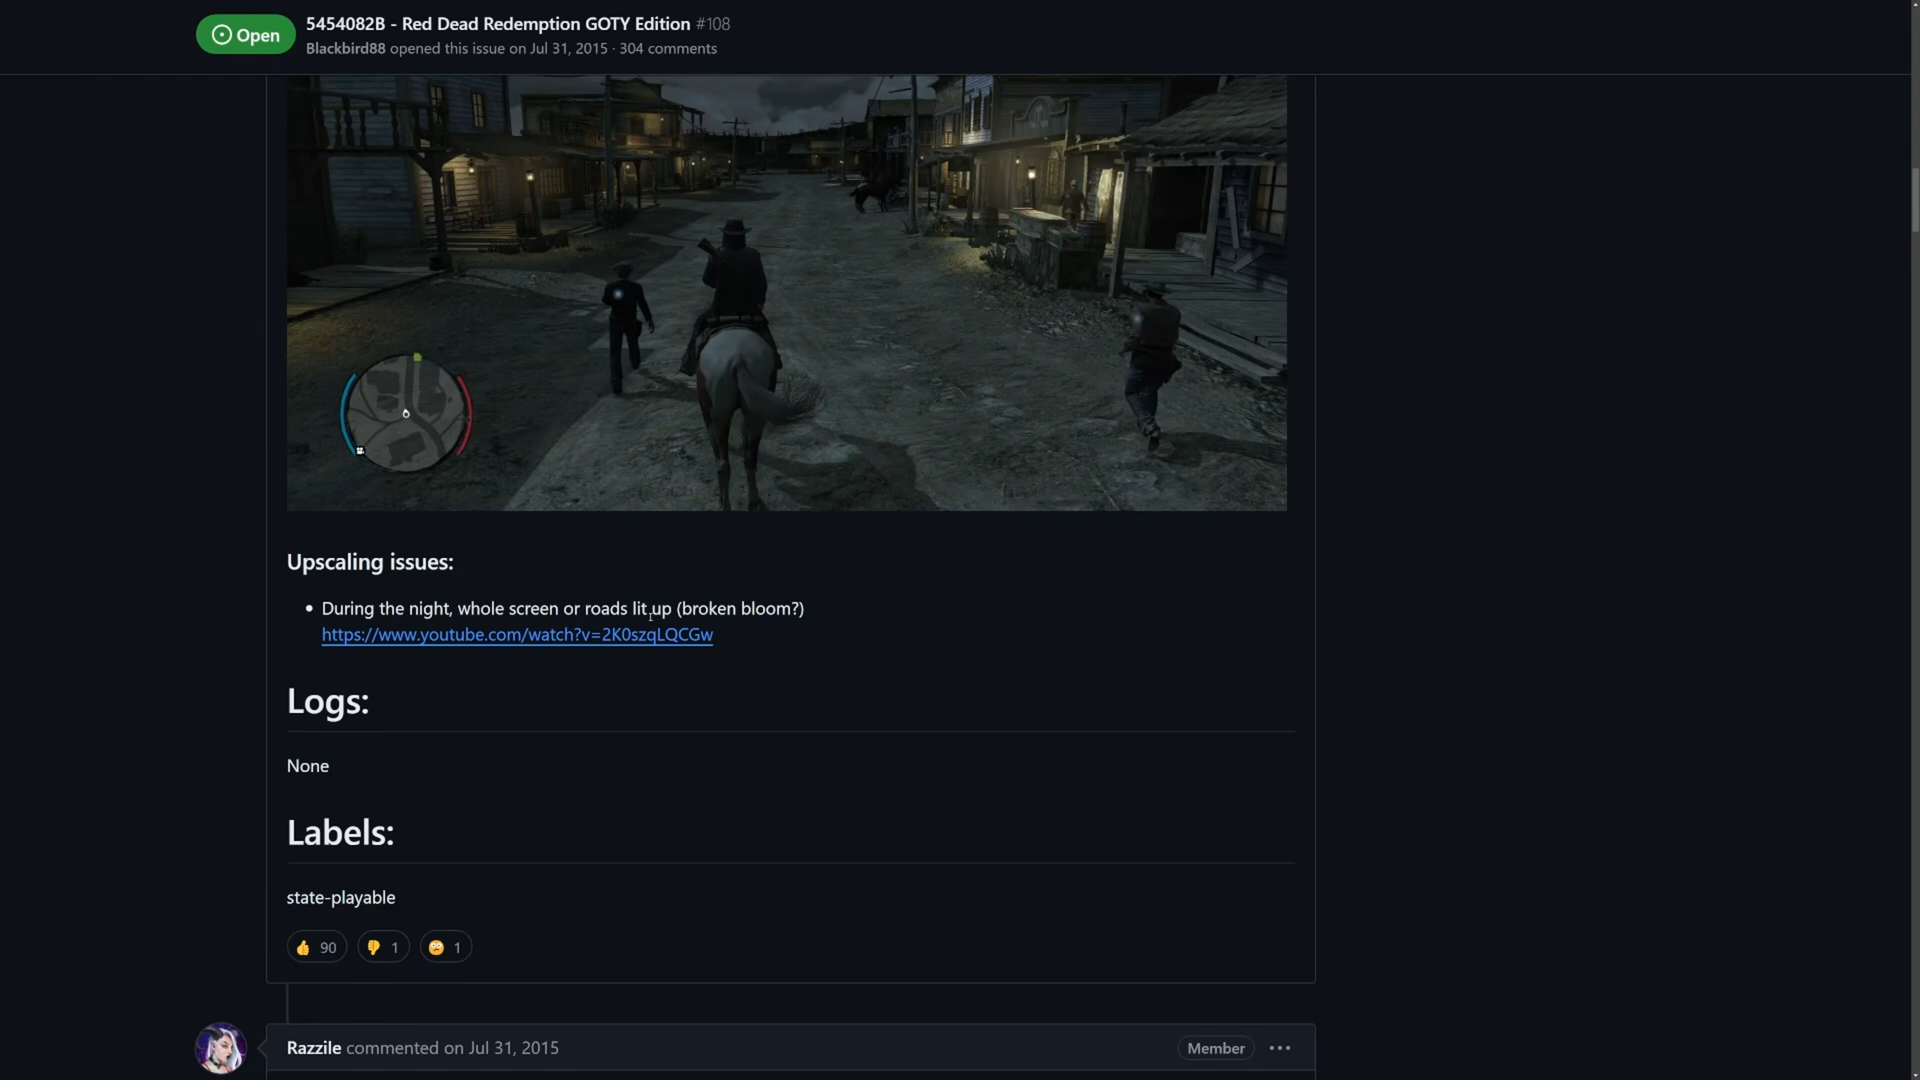 Open
5454082B - Red Dead Redemption GOTY Edition #108
Blackbird88 opened this issue on Jul 31, 2015 · 304 comments
Upscaling issues:
• During the night, whole screen or roads lit up (broken bloom?)
https://www.youtube.com/watch?v=2K0szqLQCGw
Logs:
None
Labels:
state-playable
👍 90 👎 1 😕 1
Razzile commented on Jul 31, 2015 Member ···